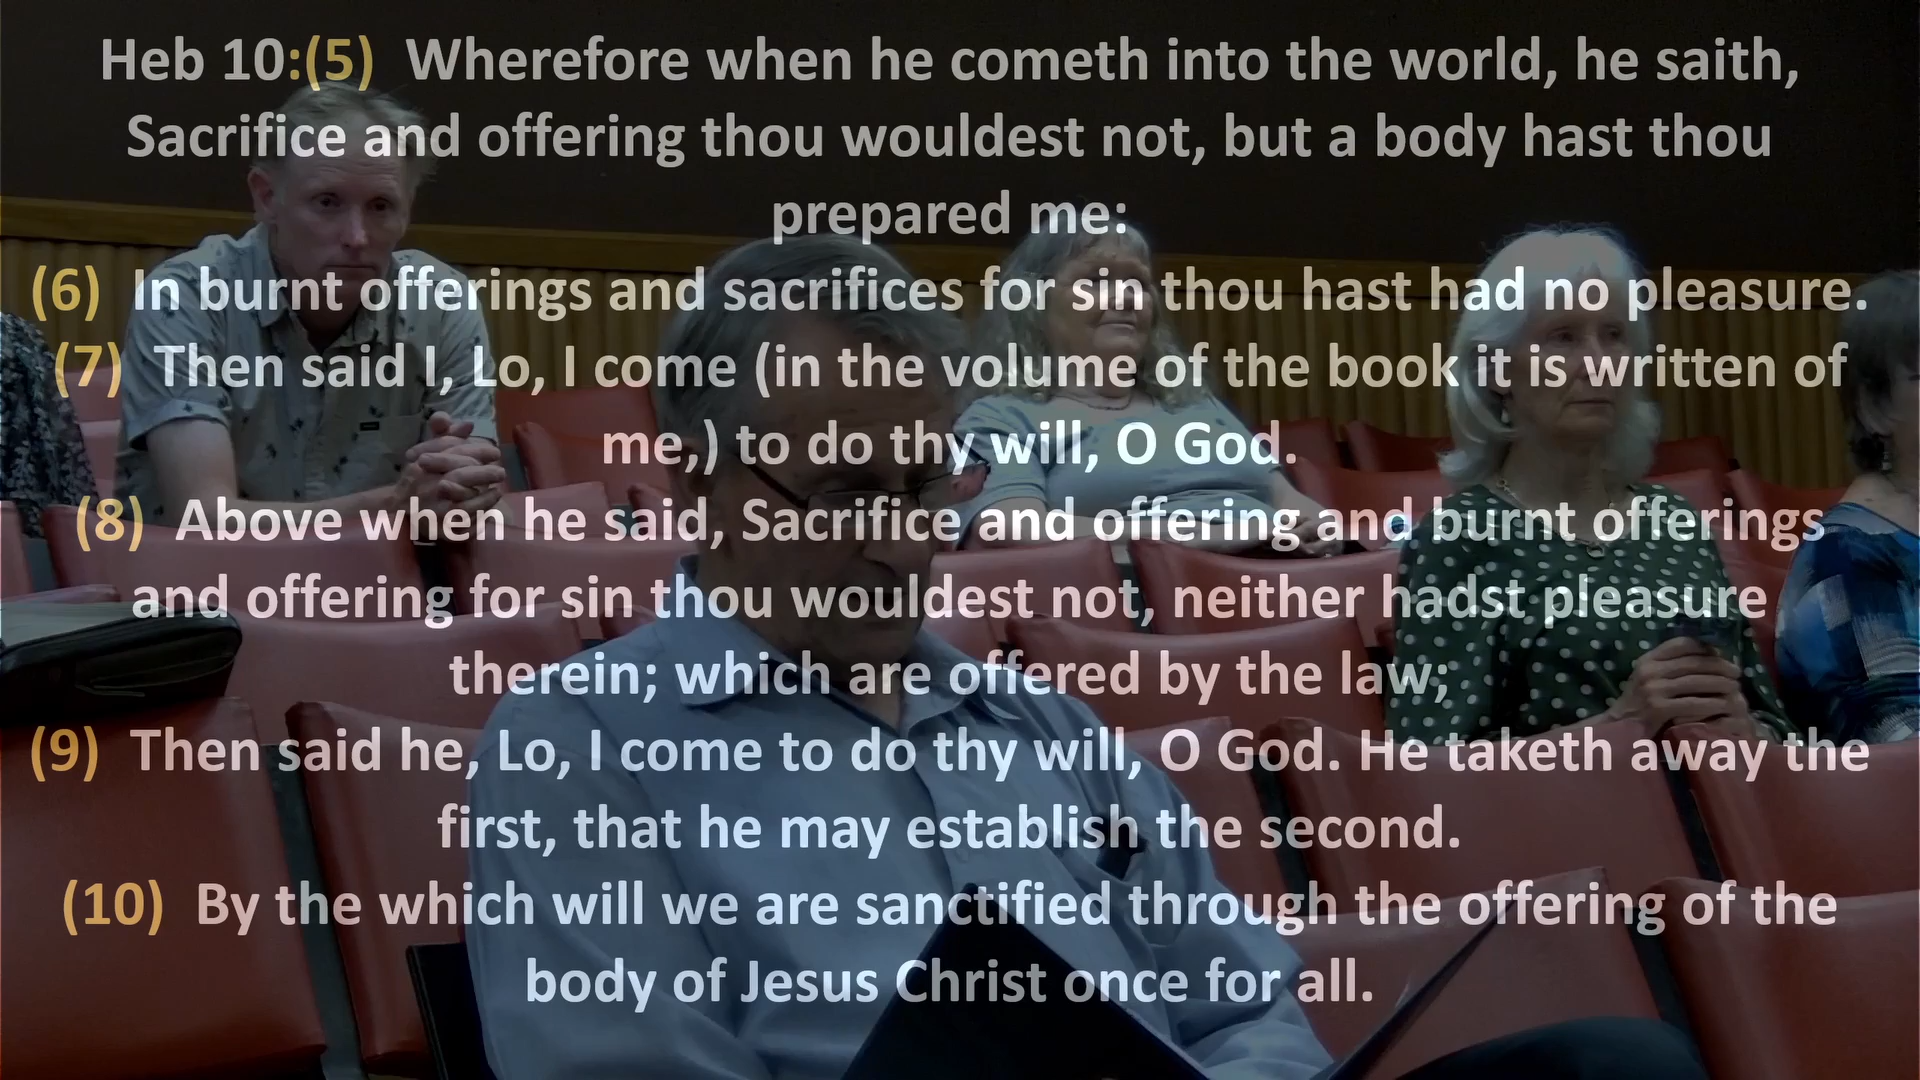 Heb 10:(5) Wherefore when he cometh into the world, he saith,
Sacrifice and offering thou wouldest not, but a body hast thou
prepared me:
(6) In burnt offerings and sacrifices for sin thou hast had no pleasure.
(7) Then said I, Lo, I come (in the volume of the book it is written of
me,) to do thy will, O God.
(8) Above when he said, Sacrifice and offering and burnt offerings
and offering for sin thou wouldest not, neither hadst pleasure
therein; which are offered by the law;
(9) Then said he, Lo, I come to do thy will, O God. He taketh away the
first, that he may establish the second.
(10) By the which will we are sanctified through the offering of the
body of Jesus Christ once for all.